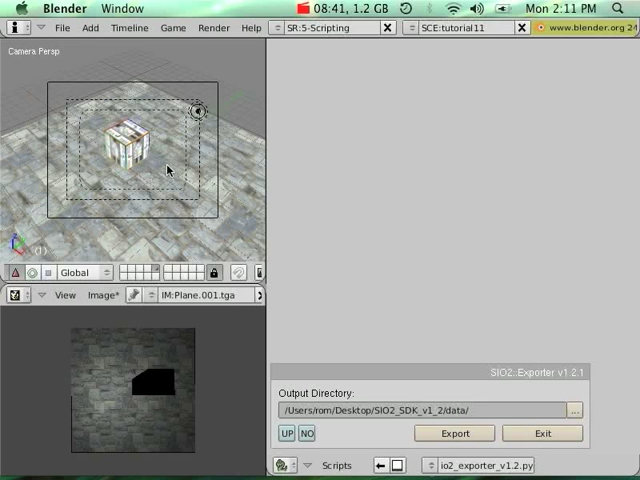 Blender Window 08:41, 1.2 GB Mon 2:11 PM
File Add Timeline Game Render Help SR:5-Scripting SCE:tutorial11 www.blender.org 24
Camera Persp
(1)
Global
View Image* IM:Plane.001.tga
SIO2::Exporter v1.2.1
Output Directory:
/Users/rom/Desktop/SIO2_SDK_v1_2/data/ ...
UP NO Export Exit
Scripts io2_exporter_v1.2.py